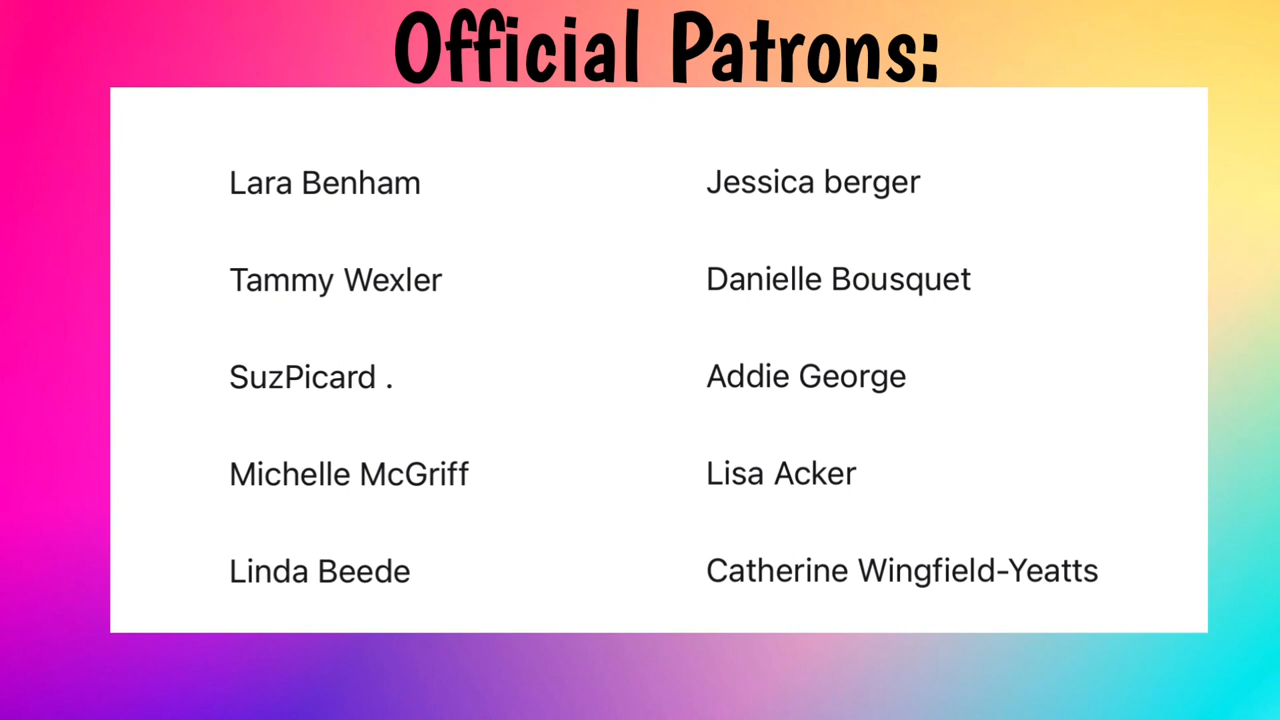 Official Patrons:
Lara Benham
Jessica berger
Tammy Wexler
Danielle Bousquet
SuzPicard .
Addie George
Michelle McGriff
Lisa Acker
Linda Beede
Catherine Wingfield-Yeatts